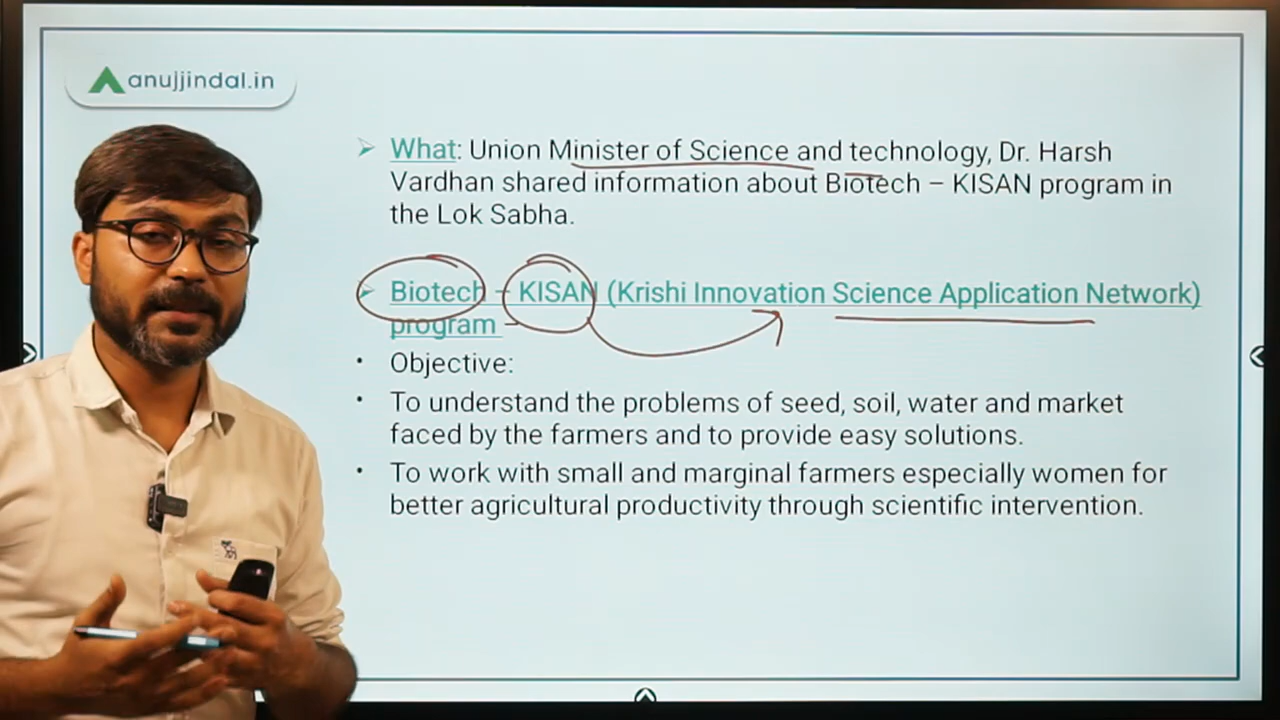 anujjindal.in
What: Union Minister of Science and technology, Dr. Harsh
Vardhan shared information about Biotech – KISAN program in
the Lok Sabha.
Biotech – KISAN (Krishi Innovation Science Application Network)
program –
• Objective:
• To understand the problems of seed, soil, water and market
faced by the farmers and to provide easy solutions.
• To work with small and marginal farmers especially women for
better agricultural productivity through scientific intervention.